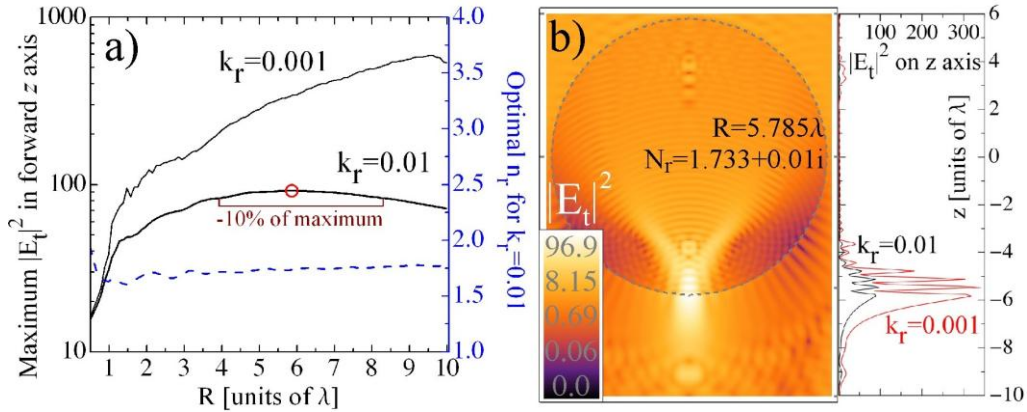 a)
Maximum |E_t|^2 in forward z axis
1000
100
10
k_r=0.001
k_r=0.01
-10% of maximum
1 2 3 4 5 6 7 8 9 10
R [units of λ]
4.0
3.5
3.0
2.5
2.0
1.5
1.0
Optimal n_r for k_r=0.01
b)
R=5.785λ
N_r=1.733+0.01i
|E_t|^2
96.9
8.15
0.69
0.06
0.0
100 200 300
|E_t|^2 on z axis
k_r=0.01
k_r=0.001
6
4
2
0
-2
-4
-6
-8
-10
z [units of λ]